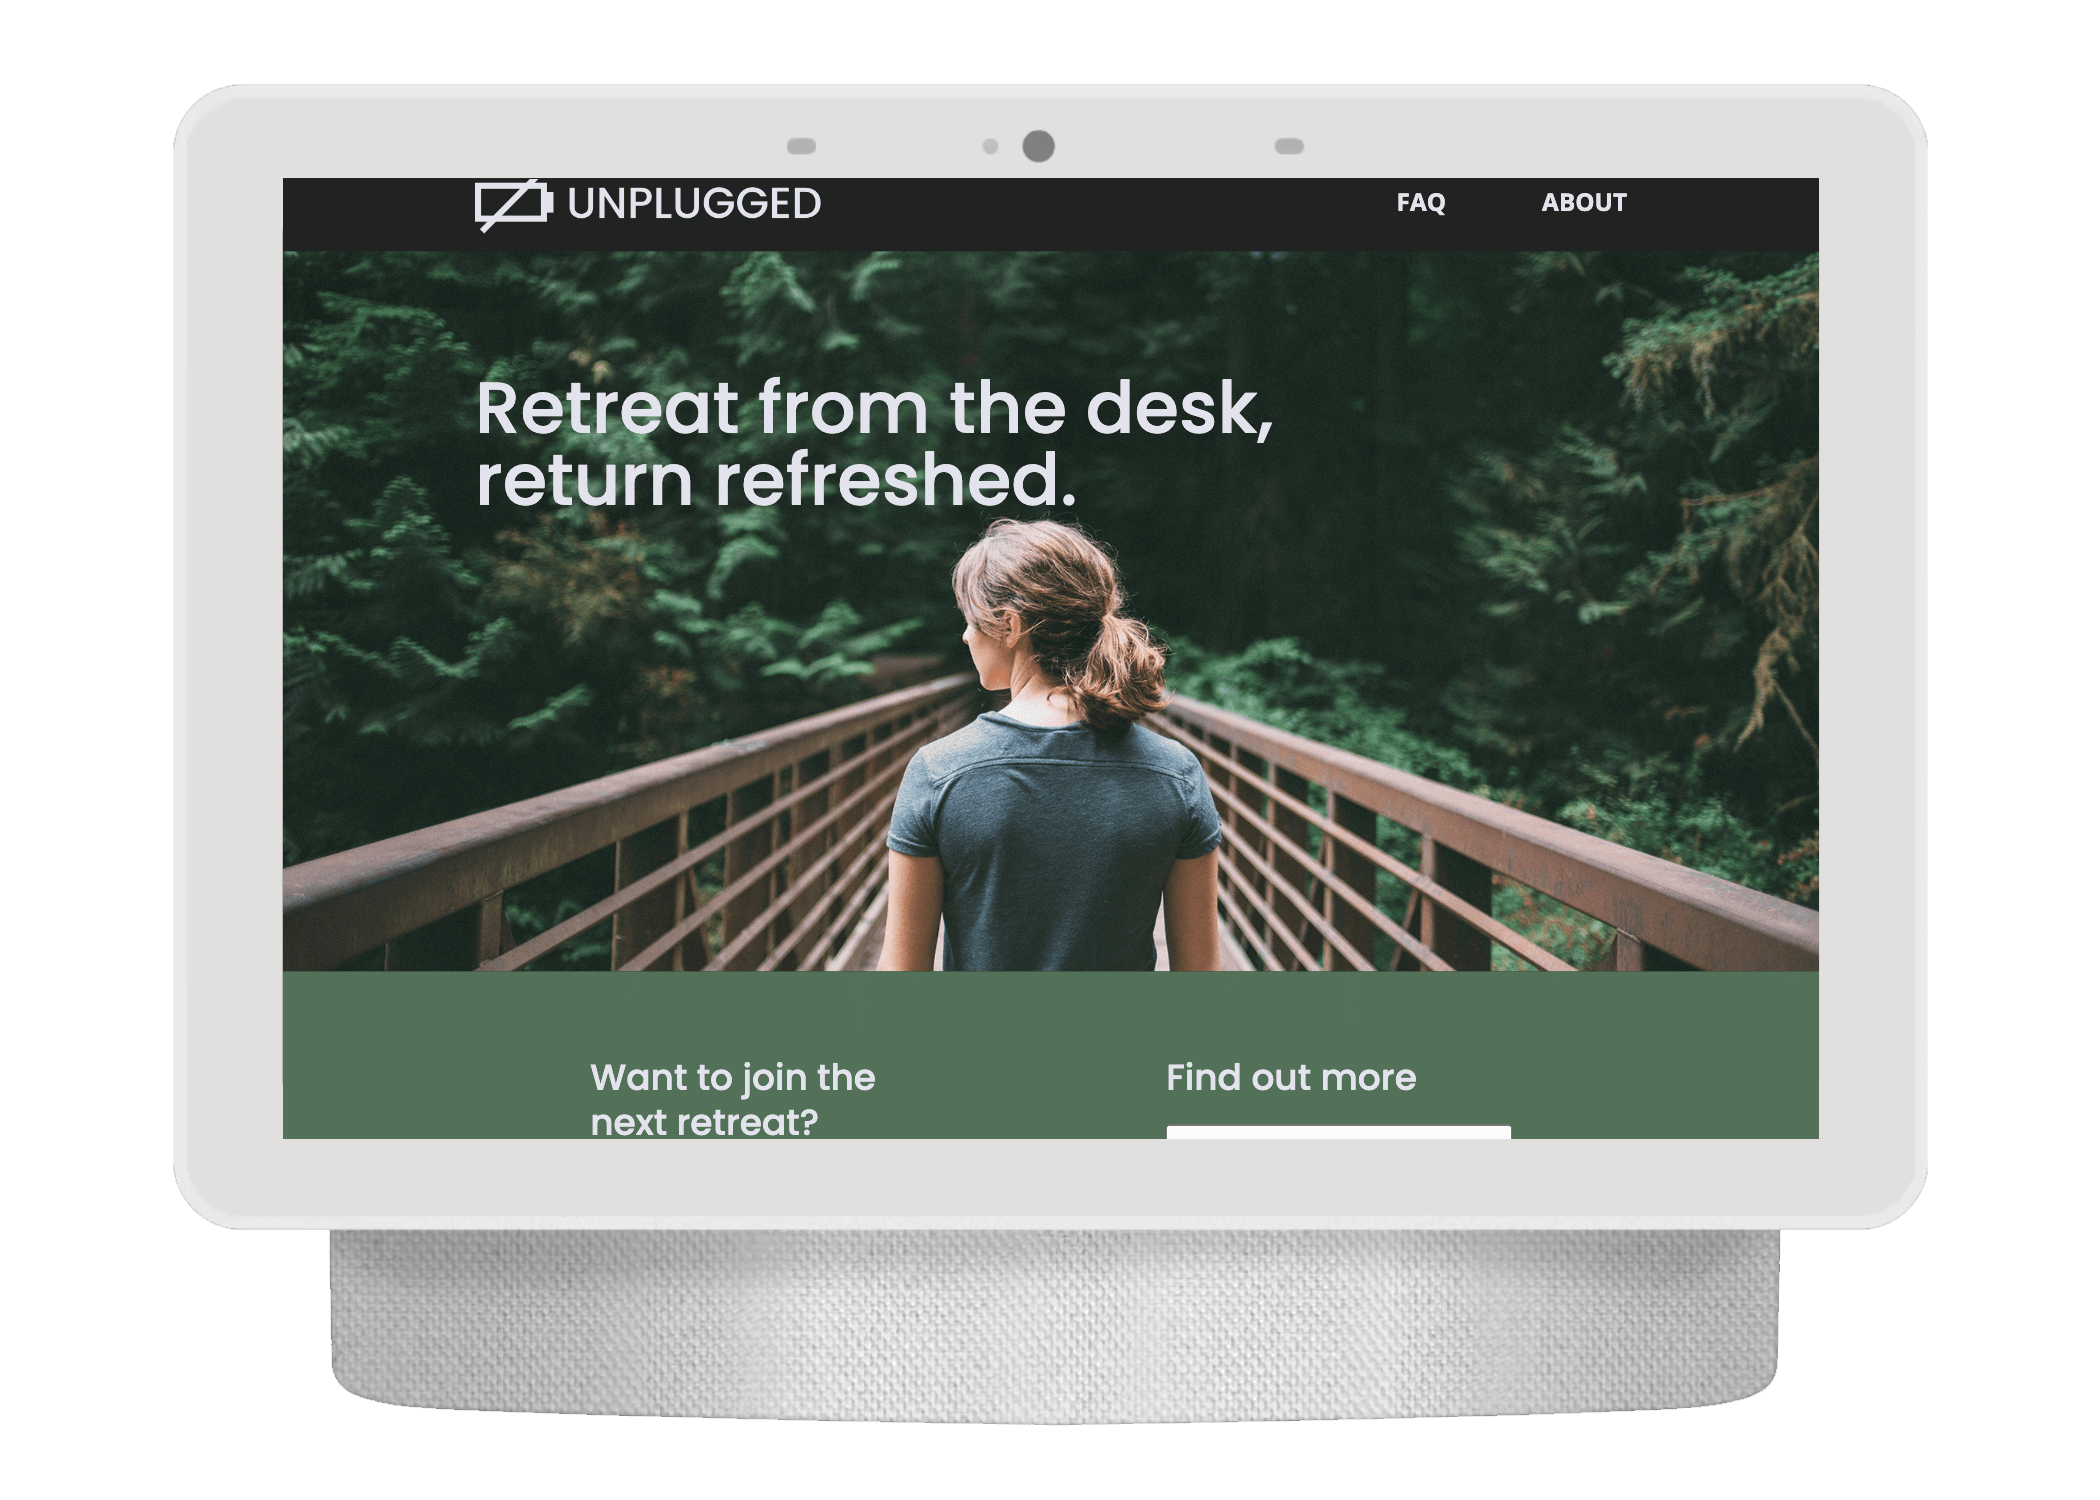 UNPLUGGED
FAQ
ABOUT
Retreat from the desk,
return refreshed.
Want to join the
next retreat?
Find out more